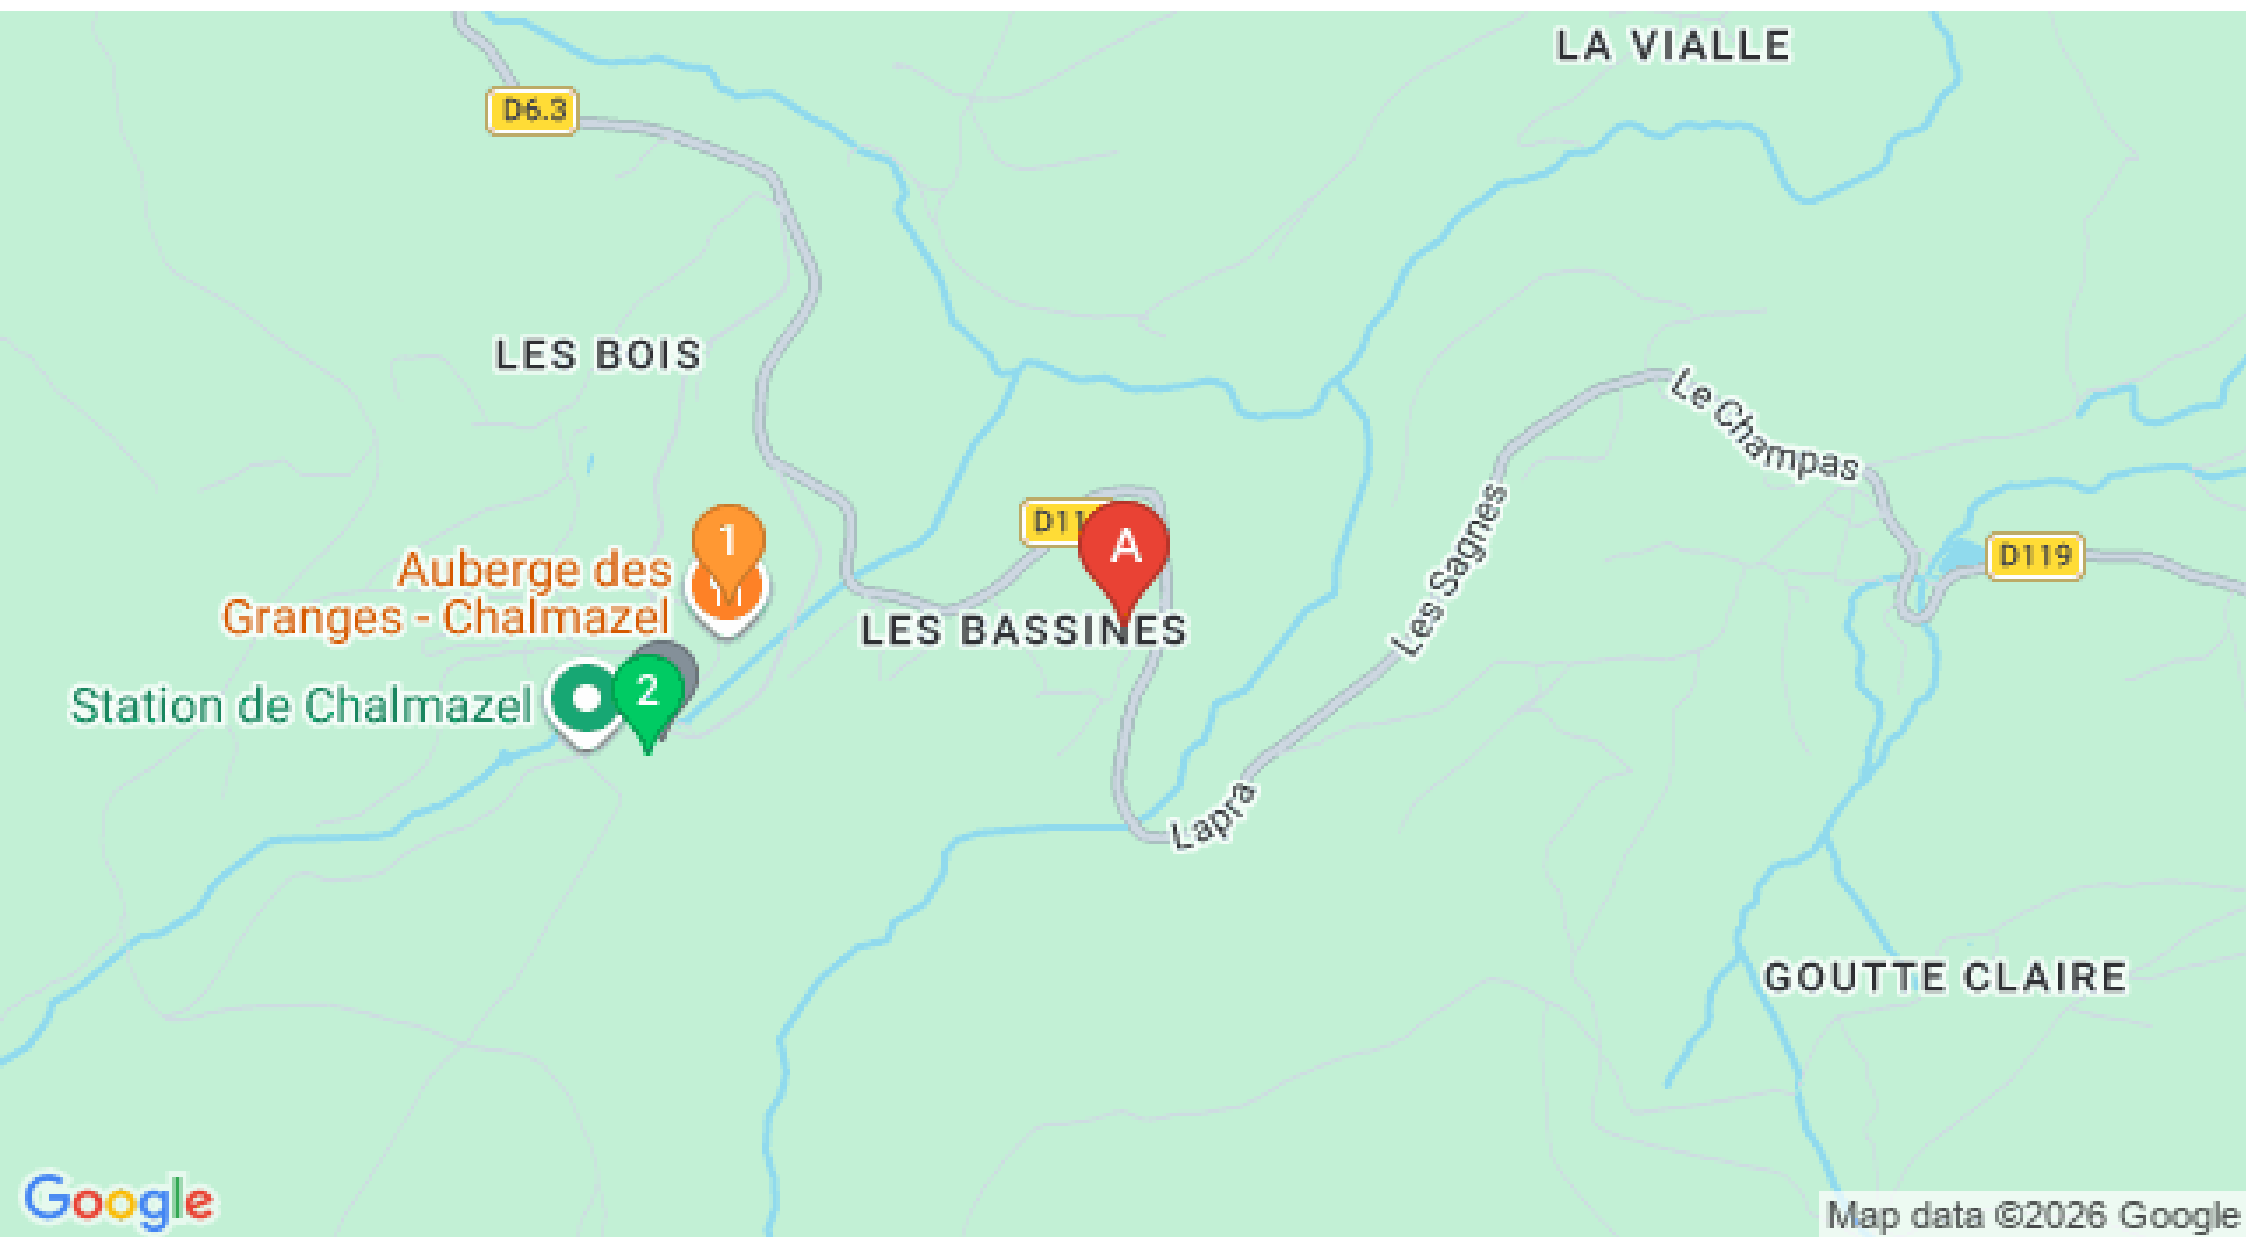 LA VIALLE
D6.3
LES BOIS
Le Champas
D11
A
D119
1
Auberge des
Granges - Chalmazel
Les Sagnes
LES BASSINES
2
Station de Chalmazel
Lapra
GOUTTE CLAIRE
Google
Map data ©2026 Google